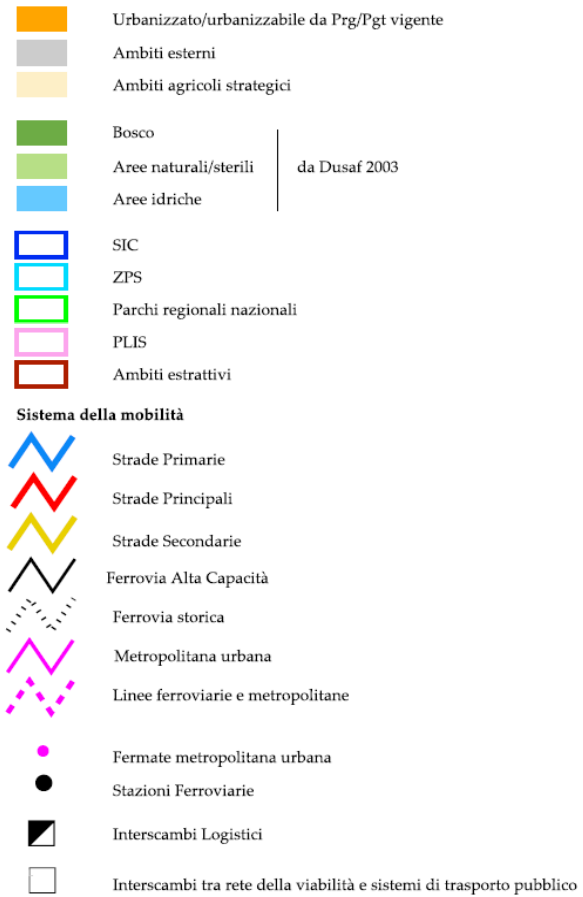 Urbanizzato/urbanizzabile da Prg/Pgt vigente
Ambiti esterni
Ambiti agricoli strategici
Bosco
Aree naturali/sterili
da Dusaf 2003
Aree idriche
SIC
ZPS
Parchi regionali nazionali
PLIS
Ambiti estrattivi
Sistema della mobilità
Strade Primarie
Strade Principali
Strade Secondarie
Ferrovia Alta Capacità
Ferrovia storica
Metropolitana urbana
Linee ferroviarie e metropolitane
Fermate metropolitana urbana
Stazioni Ferroviarie
Interscambi Logistici
Interscambi tra rete della viabilità e sistemi di trasporto pubblico